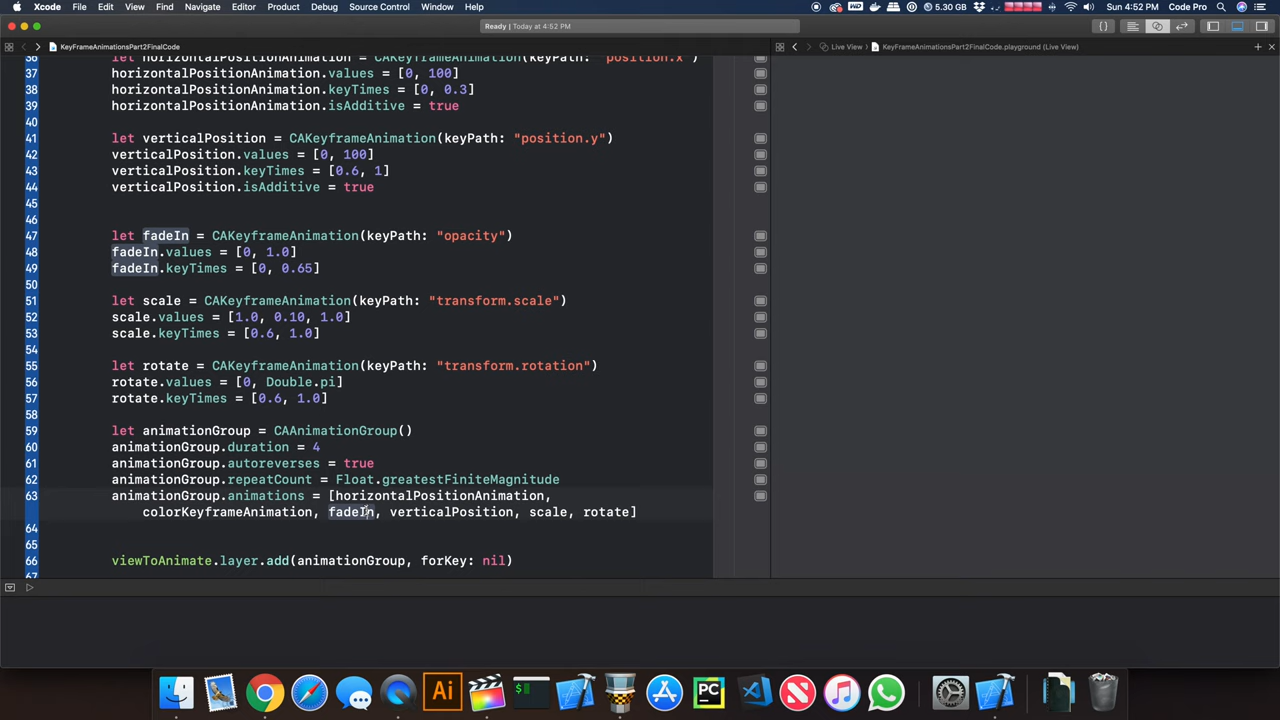 Xcode File Edit View Find Navigate Editor Product Debug Source Control Window Help
5.30 GB
Sun 4:52 PM Code Pro
Ready | Today at 4:52 PM
KeyFrameAnimationsPart2FinalCode
Live View
KeyFrameAnimationsPart2FinalCode.playground (Live View)
36 let horizontalPositionAnimation = CAKeyframeAnimation(keyPath: "position.x")
37 horizontalPositionAnimation.values = [0, 100]
38 horizontalPositionAnimation.keyTimes = [0, 0.3]
39 horizontalPositionAnimation.isAdditive = true
40
41 let verticalPosition = CAKeyframeAnimation(keyPath: "position.y")
42 verticalPosition.values = [0, 100]
43 verticalPosition.keyTimes = [0.6, 1]
44 verticalPosition.isAdditive = true
45
46
47 let fadeIn = CAKeyframeAnimation(keyPath: "opacity")
48 fadeIn.values = [0, 1.0]
49 fadeIn.keyTimes = [0, 0.65]
50
51 let scale = CAKeyframeAnimation(keyPath: "transform.scale")
52 scale.values = [1.0, 0.10, 1.0]
53 scale.keyTimes = [0.6, 1.0]
54
55 let rotate = CAKeyframeAnimation(keyPath: "transform.rotation")
56 rotate.values = [0, Double.pi]
57 rotate.keyTimes = [0.6, 1.0]
58
59 let animationGroup = CAAnimationGroup()
60 animationGroup.duration = 4
61 animationGroup.autoreverses = true
62 animationGroup.repeatCount = Float.greatestFiniteMagnitude
63 animationGroup.animations = [horizontalPositionAnimation,
colorKeyframeAnimation, fadeIn, verticalPosition, scale, rotate]
64
65
66 viewToAnimate.layer.add(animationGroup, forKey: nil)
67
Ai
PC